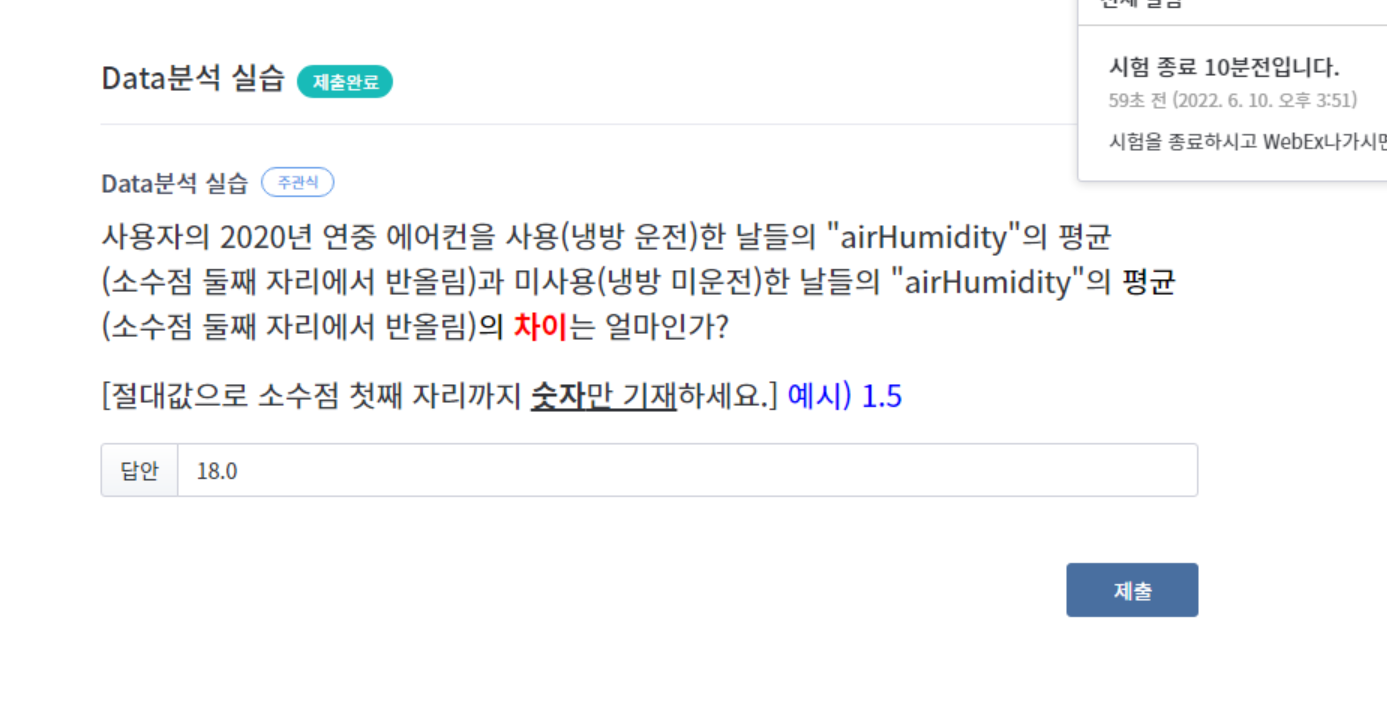 Data분석 실습 제출완료
시험 종료 10분전입니다.
59초 전 (2022. 6. 10. 오후 3:51)
시험을 종료하시고 WebEx나가시면
Data분석 실습 주관식
사용자의 2020년 연중 에어컨을 사용(냉방 운전)한 날들의 "airHumidity"의 평균
(소수점 둘째 자리에서 반올림)과 미사용(냉방 미운전)한 날들의 "airHumidity"의 평균
(소수점 둘째 자리에서 반올림)의 차이는 얼마인가?
[절대값으로 소수점 첫째 자리까지 숫자만 기재하세요.] 예시) 1.5
답안 18.0
제출